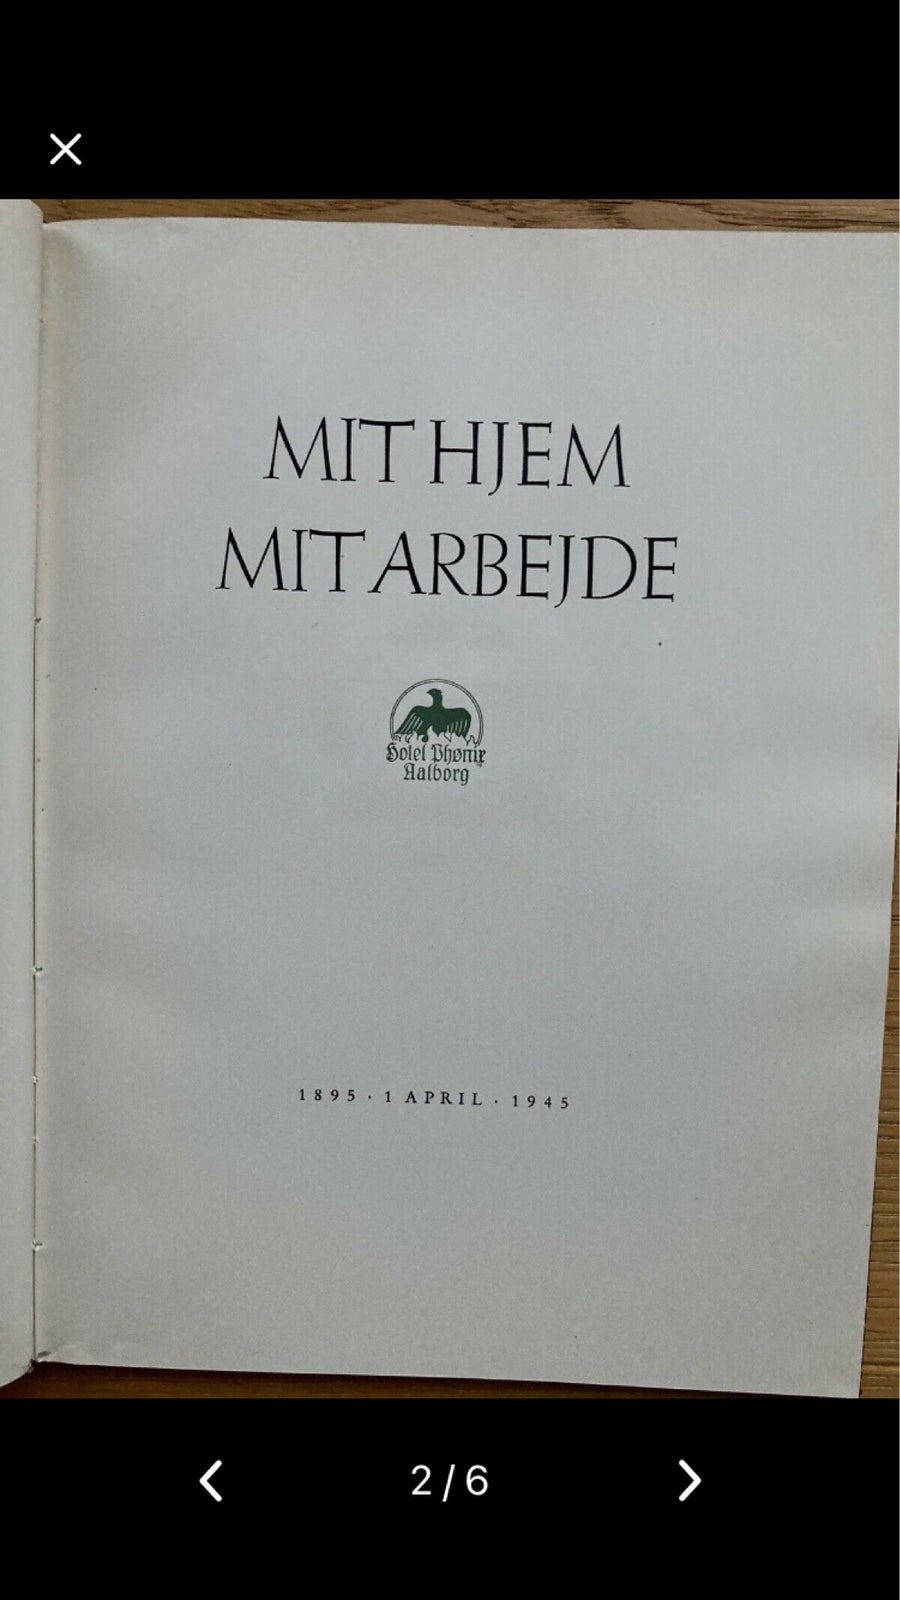 MIT HJEM
MIT ARBEJDE
Hotel Phønix
Aalborg
1895 · 1 APRIL · 1945
2 / 6